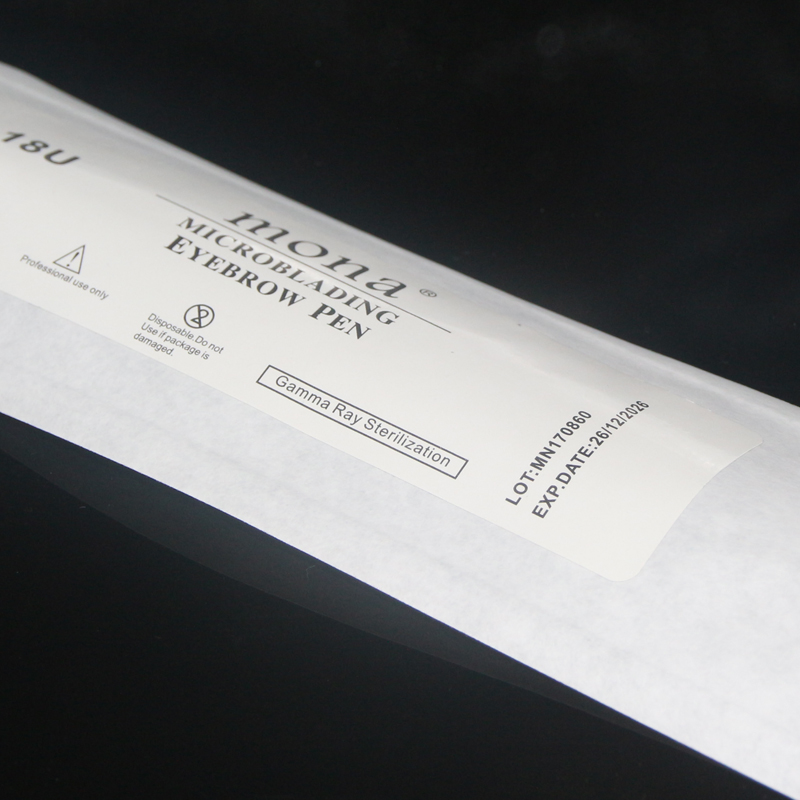 18U
mona®
MICROBLADING
EYEBROW PEN
Professional use only
Disposable.Do not
Use if package is
damaged.
Gamma Ray Sterilization
LOT:MN170860
EXP.DATE:26/12/2026